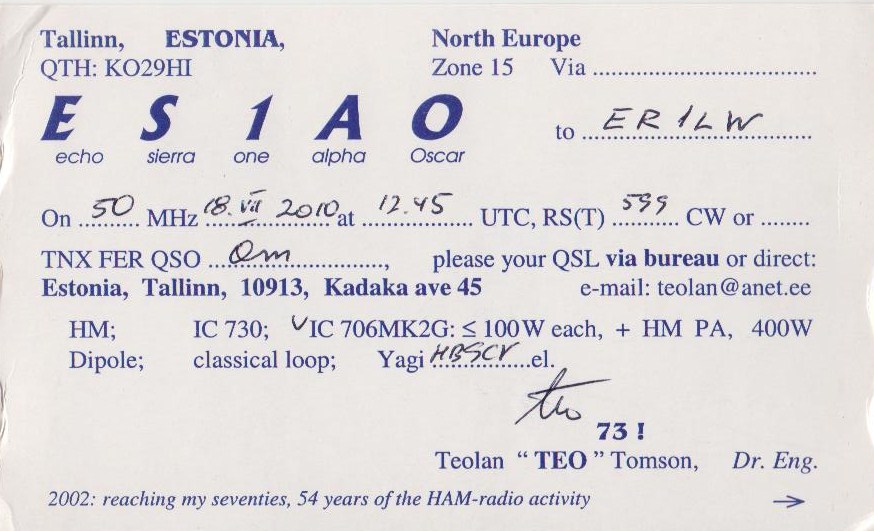 Tallinn, ESTONIA, North Europe
QTH: KO29HI Zone 15 Via ..................................
E S 1 A O to ER1LW
echo sierra one alpha Oscar
On 50 MHz 18. VII 2010 at 12.45 UTC, RS(T) 599 CW or ........
TNX FER QSO Om, please your QSL via bureau or direct:
Estonia, Tallinn, 10913, Kadaka ave 45 e-mail: teolan@anet.ee
HM; IC 730; ✓IC 706MK2G: ≤ 100W each, + HM PA, 400W
Dipole; classical loop; Yagi HB9CV el.
Teo
73 !
Teolan “ TEO ” Tomson, Dr. Eng.
2002: reaching my seventies, 54 years of the HAM-radio activity →